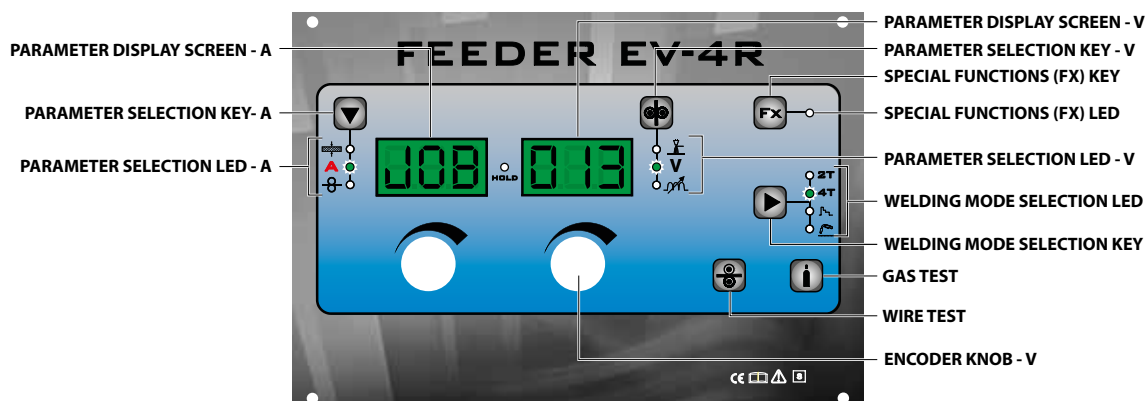 PARAMETER DISPLAY SCREEN - A
PARAMETER SELECTION KEY- A
PARAMETER SELECTION LED - A
FEEDER EV-4R
A
JOB
HOLD
013
V
Fx
2T
4T
CE
8
PARAMETER DISPLAY SCREEN - V
PARAMETER SELECTION KEY - V
SPECIAL FUNCTIONS (FX) KEY
SPECIAL FUNCTIONS (FX) LED
PARAMETER SELECTION LED - V
WELDING MODE SELECTION LED
WELDING MODE SELECTION KEY
GAS TEST
WIRE TEST
ENCODER KNOB - V